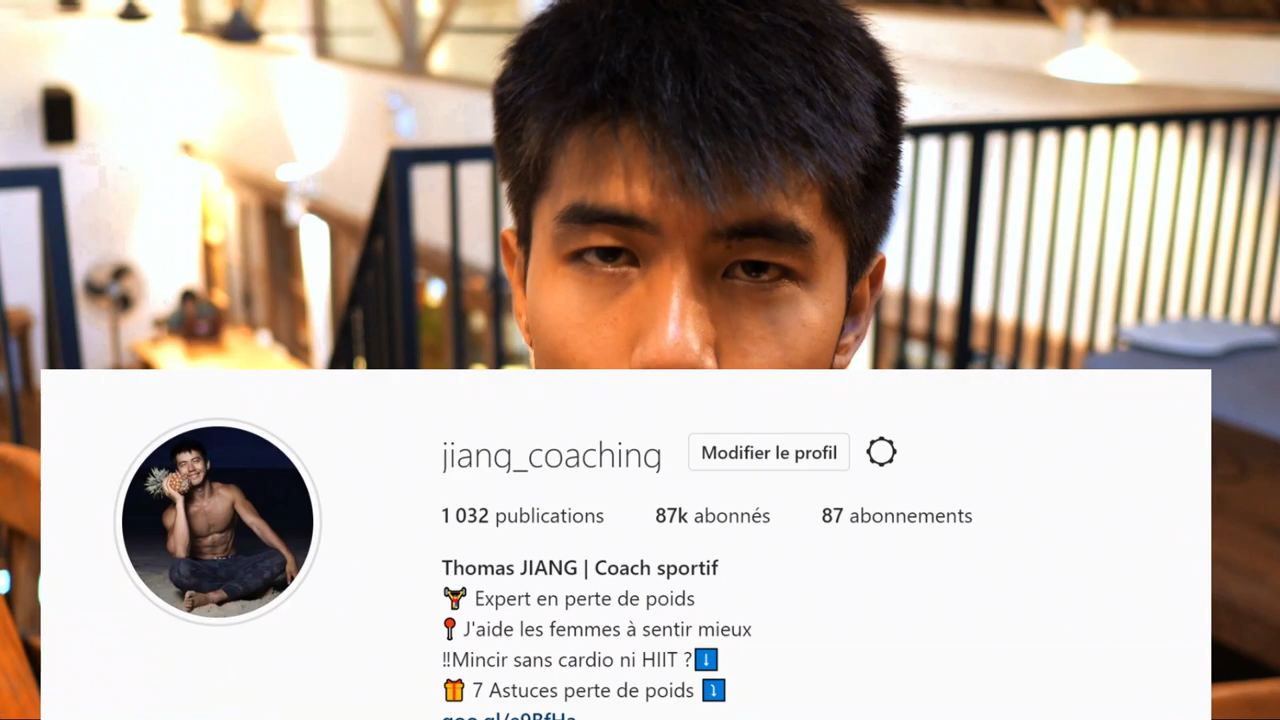 jiang_coaching Modifier le profil
1 032 publications 87k abonnés 87 abonnements
Thomas JIANG | Coach sportif
Expert en perte de poids
J'aide les femmes à sentir mieux
‼Mincir sans cardio ni HIIT ?
7 Astuces perte de poids